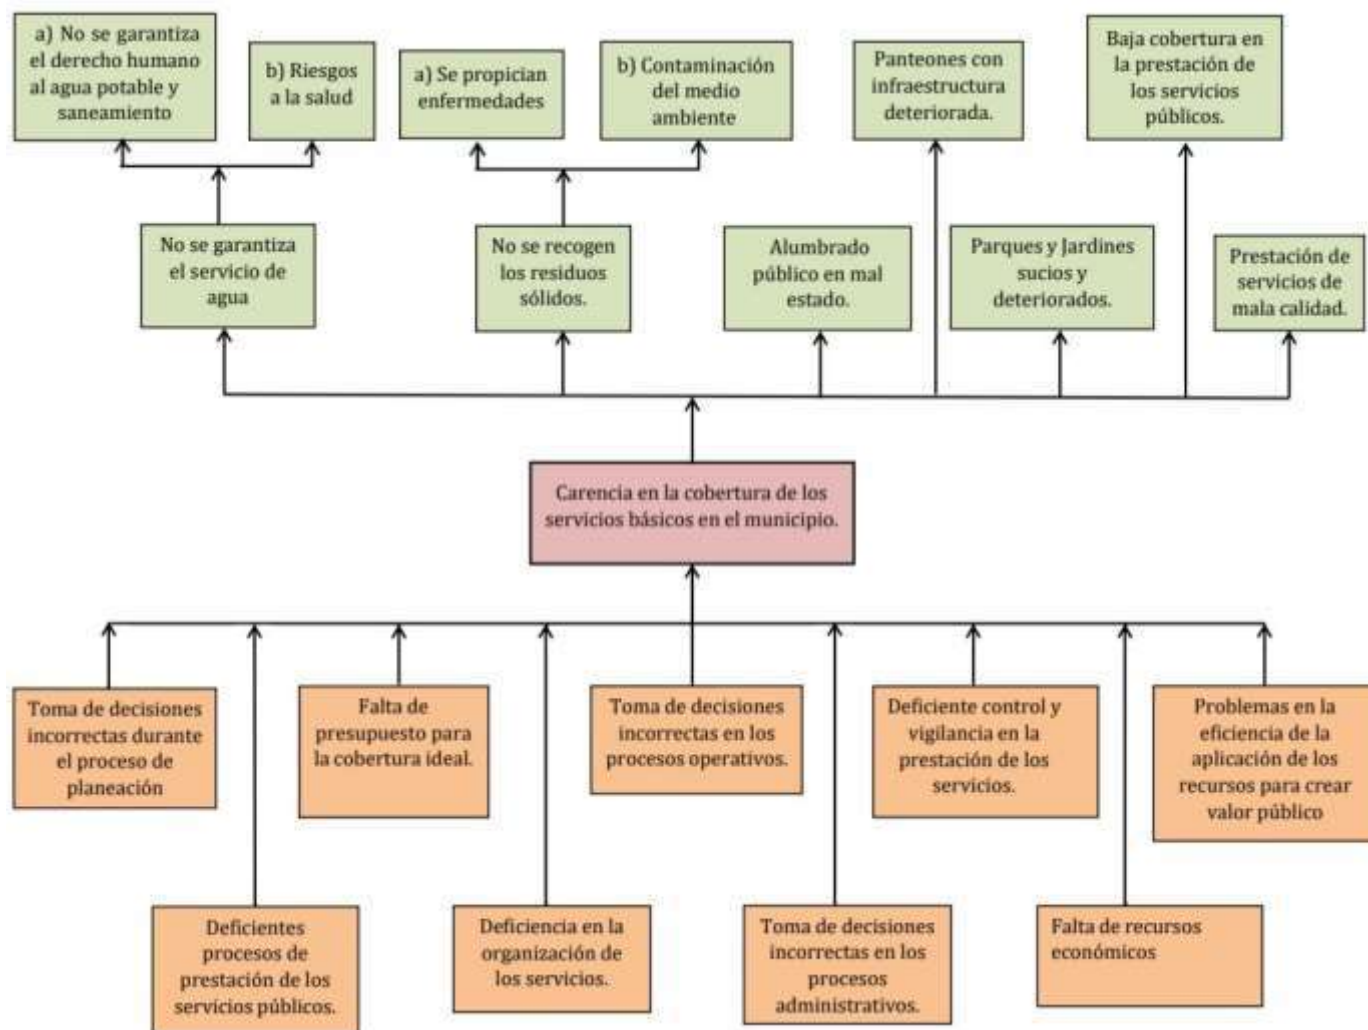 a) No se garantiza
el derecho humano
al agua potable y
saneamiento
b) Riesgos
a la salud
a) Se propician
enfermedades
b) Contaminación
del medio
ambiente
Panteones con
infraestructura
deteriorada.
Baja cobertura en
la prestación de
los servicios
públicos.
No se garantiza
el servicio de
agua
No se recogen
los residuos
sólidos.
Alumbrado
público en mal
estado.
Parques y Jardines
sucios y
deteriorados.
Prestación de
servicios de
mala calidad.
Carencia en la cobertura de los
servicios básicos en el municipio.
Toma de decisiones
incorrectas durante
el proceso de
planeación
Falta de
presupuesto para
la cobertura ideal.
Toma de decisiones
incorrectas en los
procesos operativos.
Deficiente control y
vigilancia en la
prestación de los
servicios.
Problemas en la
eficiencia de la
aplicación de los
recursos para crear
valor público
Deficientes
procesos de
prestación de los
servicios públicos.
Deficiencia en la
organización de
los servicios.
Toma de decisiones
incorrectas en los
procesos
administrativos.
Falta de recursos
económicos